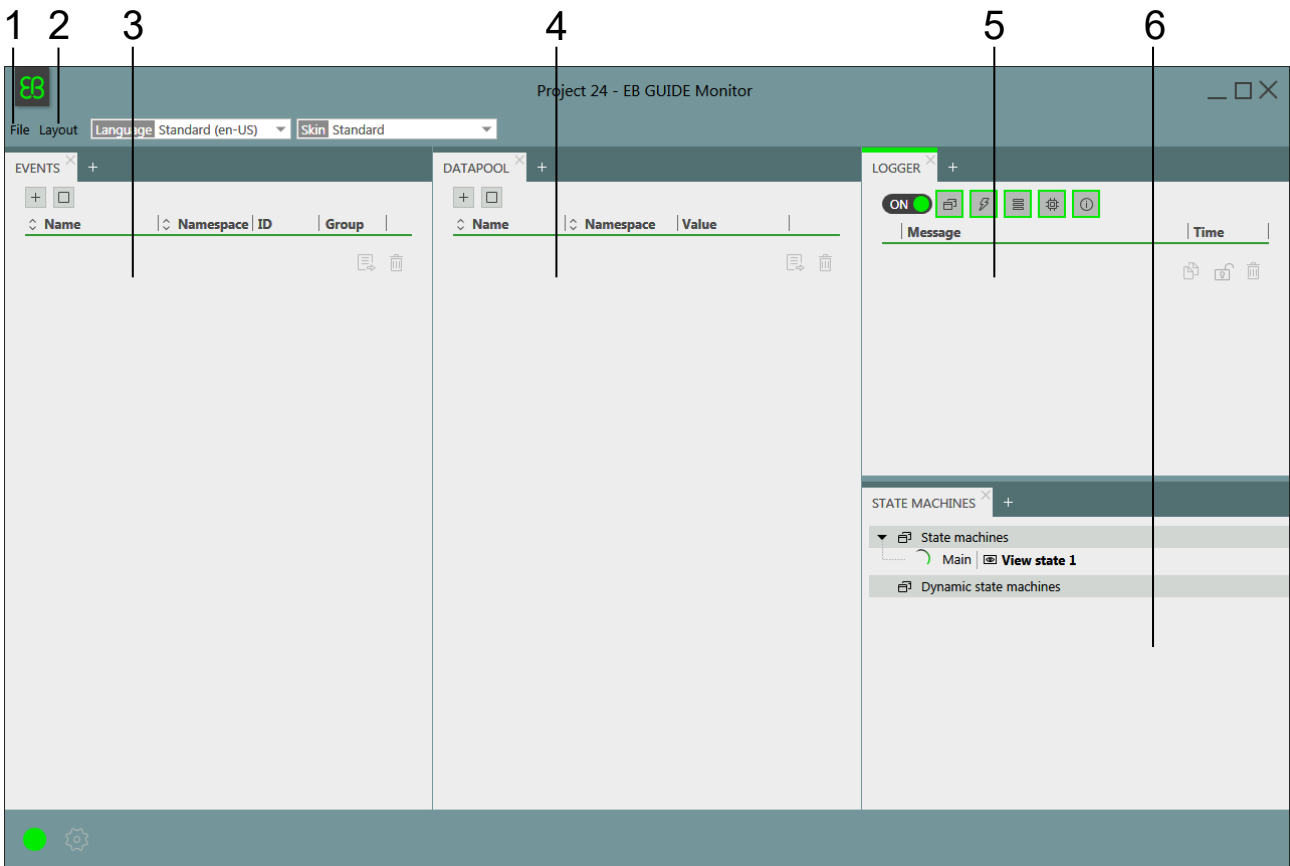 1 2 3 4 5 6
EB
Project 24 - EB GUIDE Monitor
File Layout Language Standard (en-US) Skin Standard
EVENTS
Name Namespace ID Group
DATAPOOL
Name Namespace Value
LOGGER
ON
Message Time
STATE MACHINES
State machines
Main View state 1
Dynamic state machines